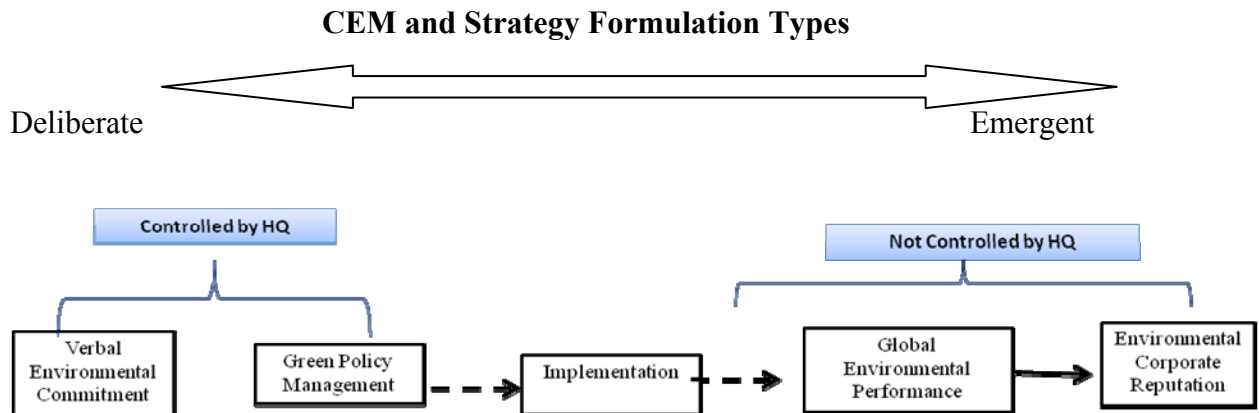 CEM and Strategy Formulation Types
Deliberate
Emergent
Controlled by HQ
Not Controlled by HQ
Verbal
Environmental
Commitment
Green Policy
Management
Implementation
Global
Environmental
Performance
Environmental
Corporate
Reputation